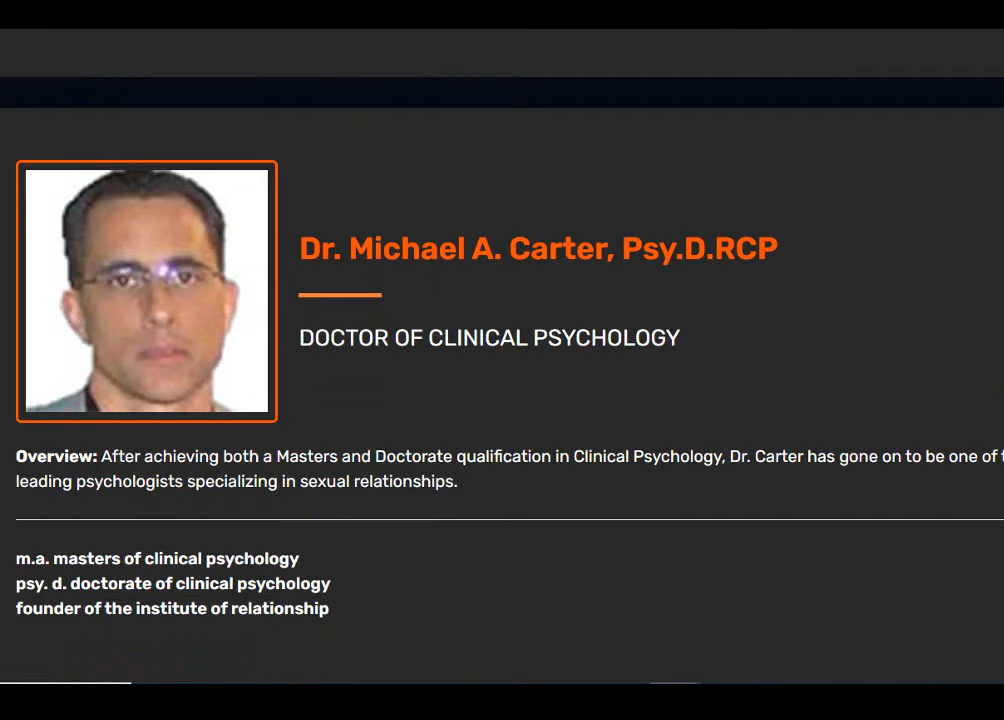 Dr. Michael A. Carter, Psy.D.RCP
DOCTOR OF CLINICAL PSYCHOLOGY
Overview: After achieving both a Masters and Doctorate qualification in Clinical Psychology, Dr. Carter has gone on to be one of
leading psychologists specializing in sexual relationships.
m.a. masters of clinical psychology
psy. d. doctorate of clinical psychology
founder of the institute of relationship